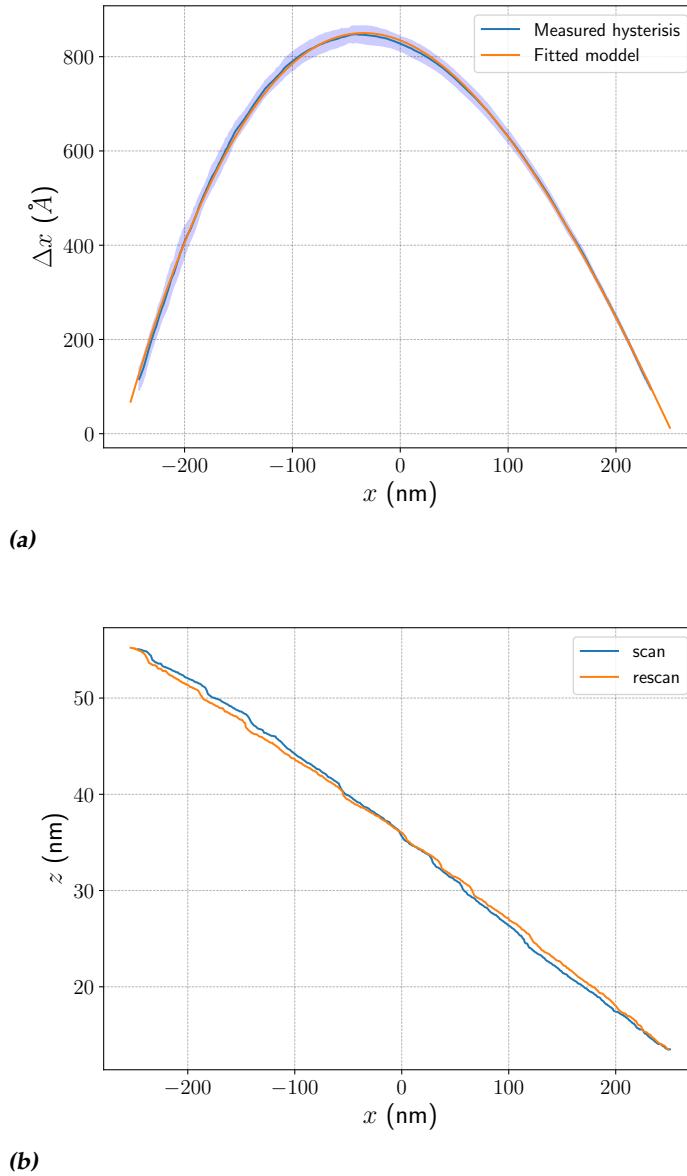 800
600
400
200
0
Δx (Å)
Measured hysterisis
Fitted moddel
−200 −100 0 100 200
x (nm)
(a)
50
40
30
20
z (nm)
scan
rescan
−200 −100 0 100 200
x (nm)
(b)